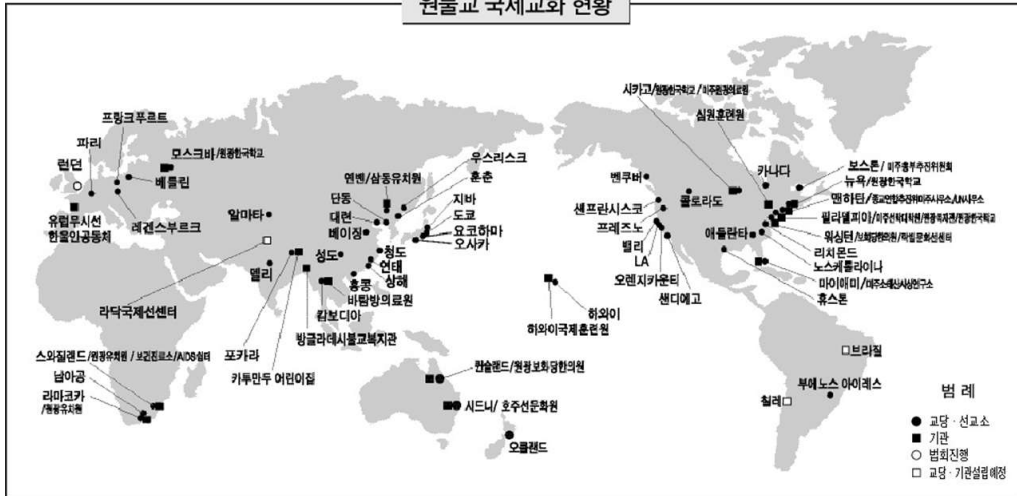 원불교 국제교화 현황
프랑크푸르트
파리
런던
모스크바/원광한국학교
베를린
유럽무시선
한울안공동체
레겐스부르크
알마타
델리
라닥국제선센터
우스리스크
연변/삼동유치원
훈춘
단동
지바
대련
도쿄
베이징
요코하마
오사카
성도
청도
연태
상해
홍콩
바탐방의료원
캄보디아
방글라데시불교복지관
포카라
카투만두 어린이집
스와질랜드/원광유치원/보건진료소/AIDS쉼터
남아공
라마코카
/원광유치원
퀸슬랜드/원광보화당한의원
시드니/호주선문화원
오클랜드
하와이
하와이국제훈련원
시카고/원광한국학교/미주원광의료원
십원훈련원
벤쿠버
콜로라도
캐나다
보스톤/미주총부추진위원회
뉴욕/원광한국학교
맨하탄/종교연합추진위미주사무소/UN사무소
필라델피아/미주선학대학원/원광복지관/원광한국학교
워싱턴/보화당한의원/학빌문화선센터
샌프란시스코
프레즈노
밸리
LA
오렌지카운티
샌디에고
애틀란타
리치몬드
노스캐롤라이나
마이애미/미주소태산사상연구소
휴스톤
브라질
부에노스 아이레스
칠레
범 례
교당 · 선교소
기관
법회진행
교당 · 기관설립예정